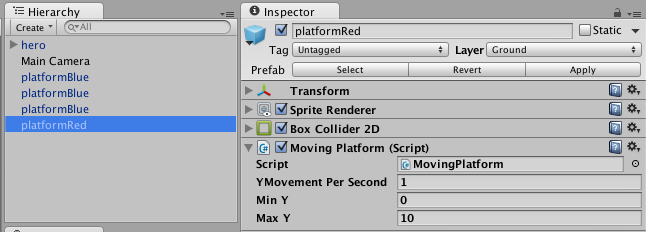 Hierarchy
Create All
hero
Main Camera
platformBlue
platformBlue
platformBlue
platformRed
Inspector
platformRed Static
Tag Untagged Layer Ground
Prefab Select Revert Apply
Transform
Sprite Renderer
Box Collider 2D
Moving Platform (Script)
Script C# MovingPlatform
YMovement Per Second 1
Min Y 0
Max Y 10